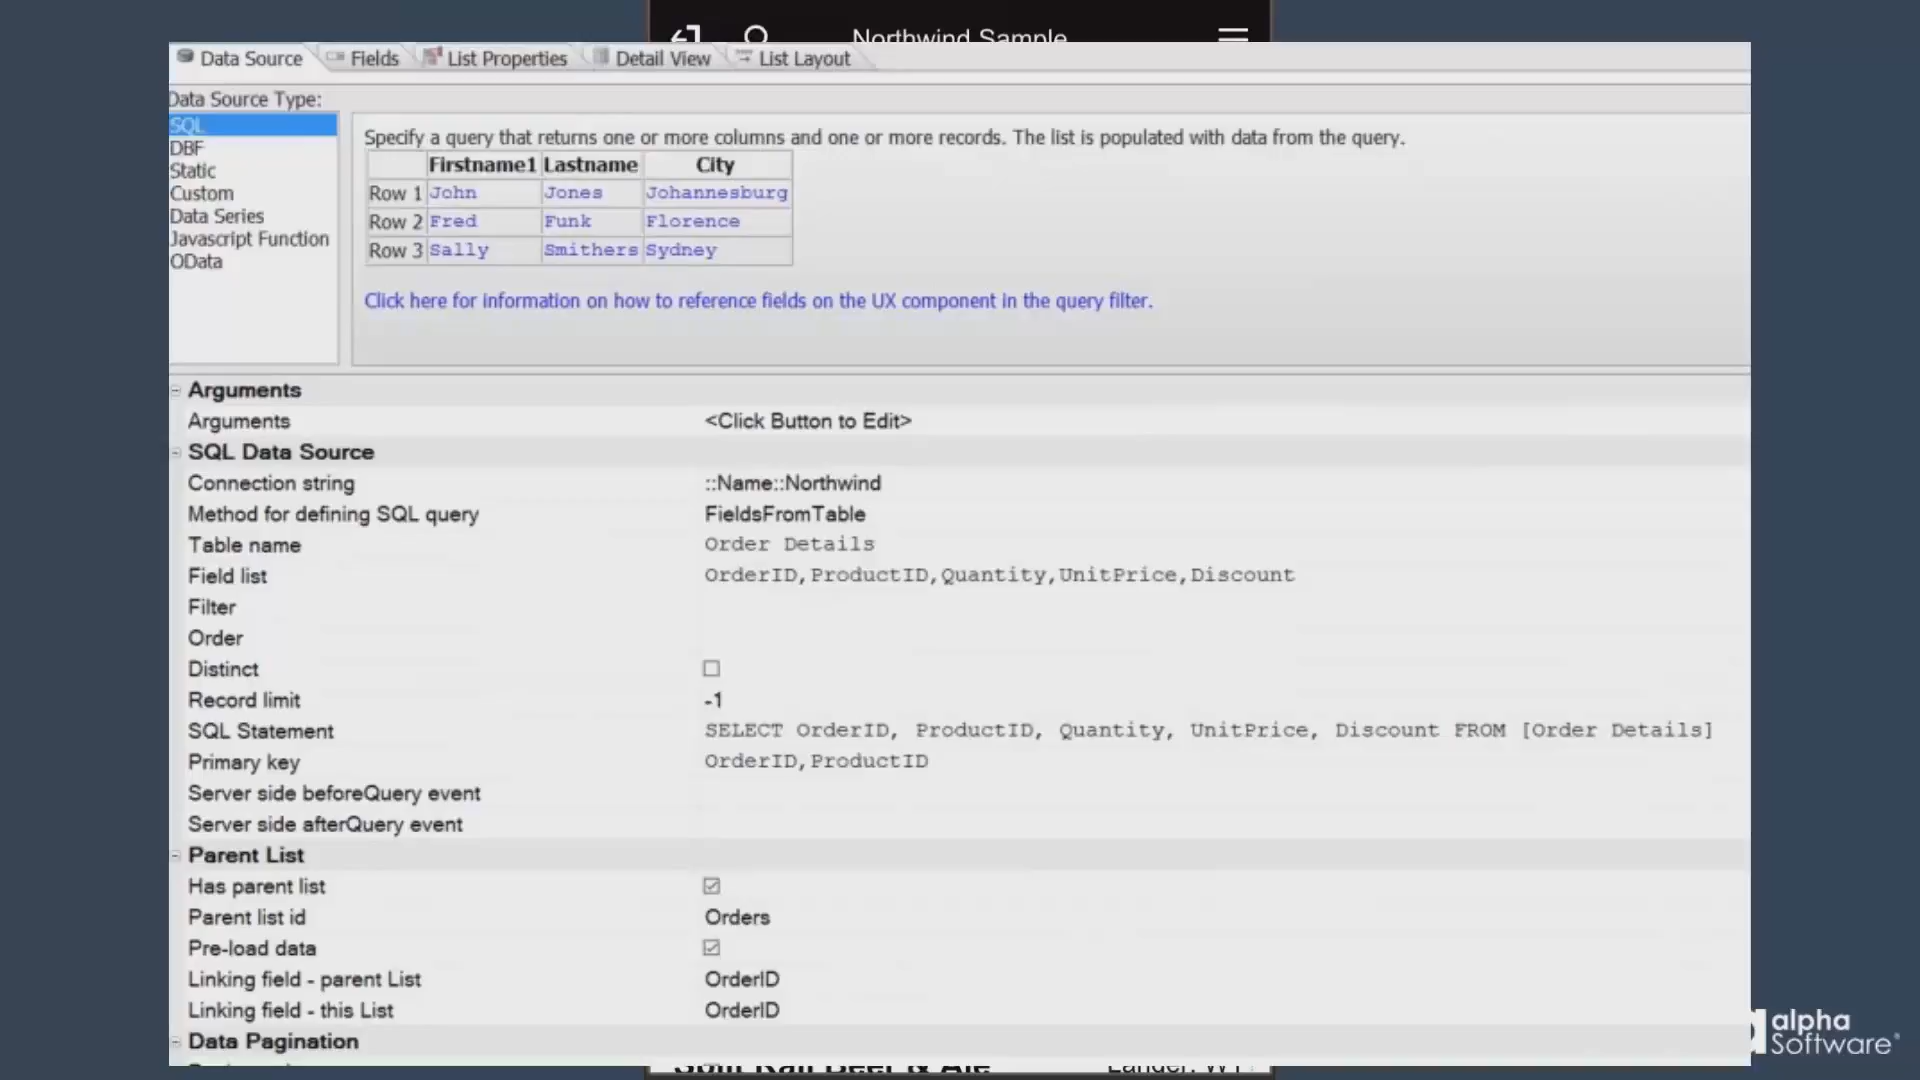 Northwind Sample
Data Source Fields List Properties Detail View List Layout
Data Source Type:
SQL
DBF
Static
Custom
Data Series
Javascript Function
OData
Specify a query that returns one or more columns and one or more records. The list is populated with data from the query.
Firstname1 Lastname City
Row 1 John Jones Johannesburg
Row 2 Fred Funk Florence
Row 3 Sally Smithers Sydney
Click here for information on how to reference fields on the UX component in the query filter.
Arguments
Arguments <Click Button to Edit>
SQL Data Source
Connection string ::Name::Northwind
Method for defining SQL query FieldsFromTable
Table name Order Details
Field list OrderID,ProductID,Quantity,UnitPrice,Discount
Filter
Order
Distinct
Record limit -1
SQL Statement SELECT OrderID, ProductID, Quantity, UnitPrice, Discount FROM [Order Details]
Primary key OrderID,ProductID
Server side beforeQuery event
Server side afterQuery event
Parent List
Has parent list
Parent list id Orders
Pre-load data
Linking field - parent List OrderID
Linking field - this List OrderID
Data Pagination
Split Rail Beer & Ale Lander, WY
alpha
Software®